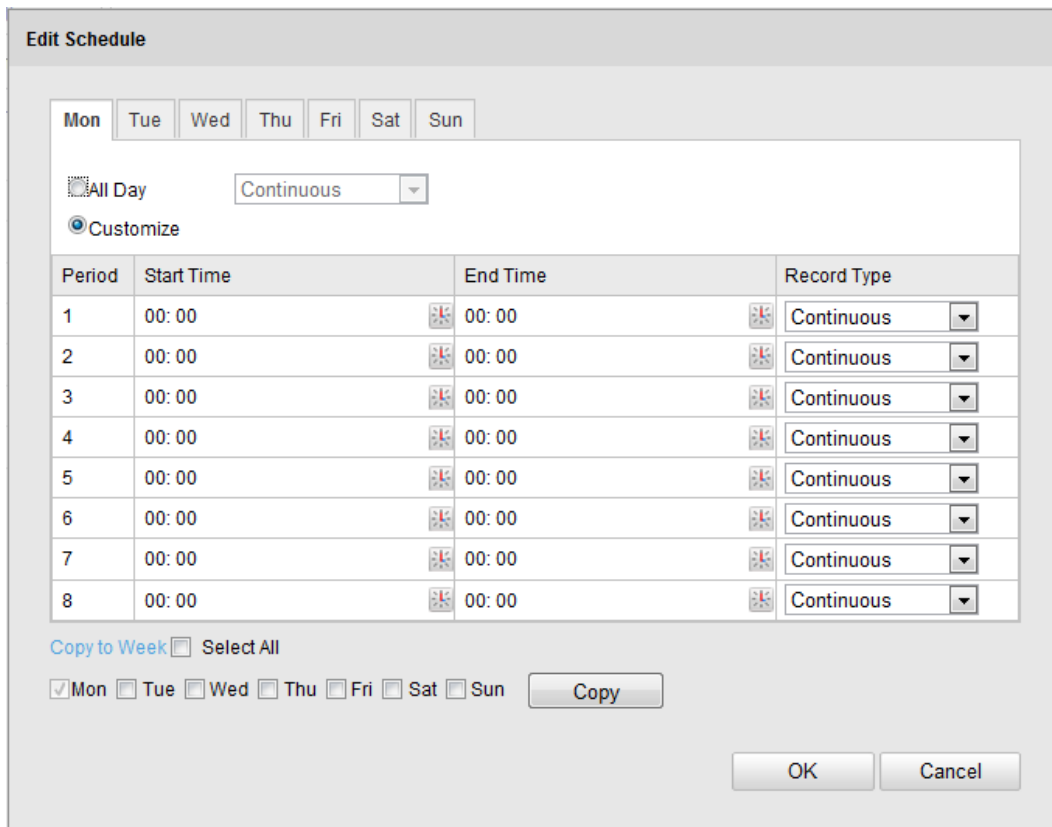 Edit Schedule
Mon Tue Wed Thu Fri Sat Sun
All Day Continuous
Customize
Period Start Time End Time Record Type
1 00: 00 00: 00 Continuous
2 00: 00 00: 00 Continuous
3 00: 00 00: 00 Continuous
4 00: 00 00: 00 Continuous
5 00: 00 00: 00 Continuous
6 00: 00 00: 00 Continuous
7 00: 00 00: 00 Continuous
8 00: 00 00: 00 Continuous
Copy to Week Select All
Mon Tue Wed Thu Fri Sat Sun Copy
OK Cancel